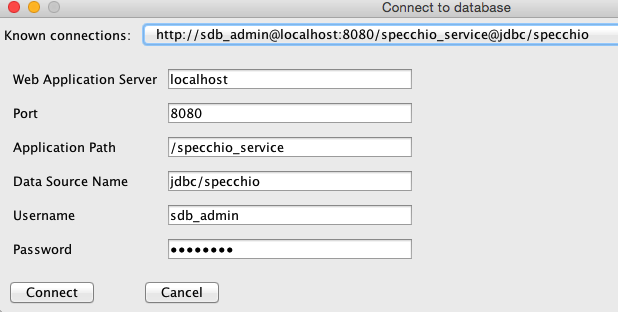 Connect to database
Known connections: http://sdb_admin@localhost:8080/specchio_service@jdbc/specchio
Web Application Server localhost
Port 8080
Application Path /specchio_service
Data Source Name jdbc/specchio
Username sdb_admin
Password ••••••••
Connect Cancel